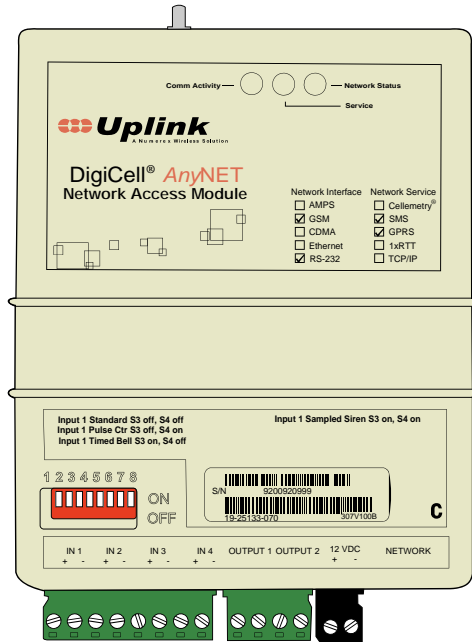 Comm Activity
Network Status
Service
Uplink
A Numerex Wireless Solution
DigiCell® AnyNET
Network Access Module
Network Interface Network Service
AMPS Cellemetry®
GSM SMS
CDMA GPRS
Ethernet 1xRTT
RS-232 TCP/IP
Input 1 Standard S3 off, S4 off
Input 1 Pulse Ctr S3 off, S4 on
Input 1 Timed Bell S3 on, S4 off
Input 1 Sampled Siren S3 on, S4 on
1 2 3 4 5 6 7 8
ON
OFF
S/N 9200920999
19-25133-070 307V100B
C
IN 1 IN 2 IN 3 IN 4 OUTPUT 1 OUTPUT 2 12 VDC NETWORK
+ - + - + - + - + -